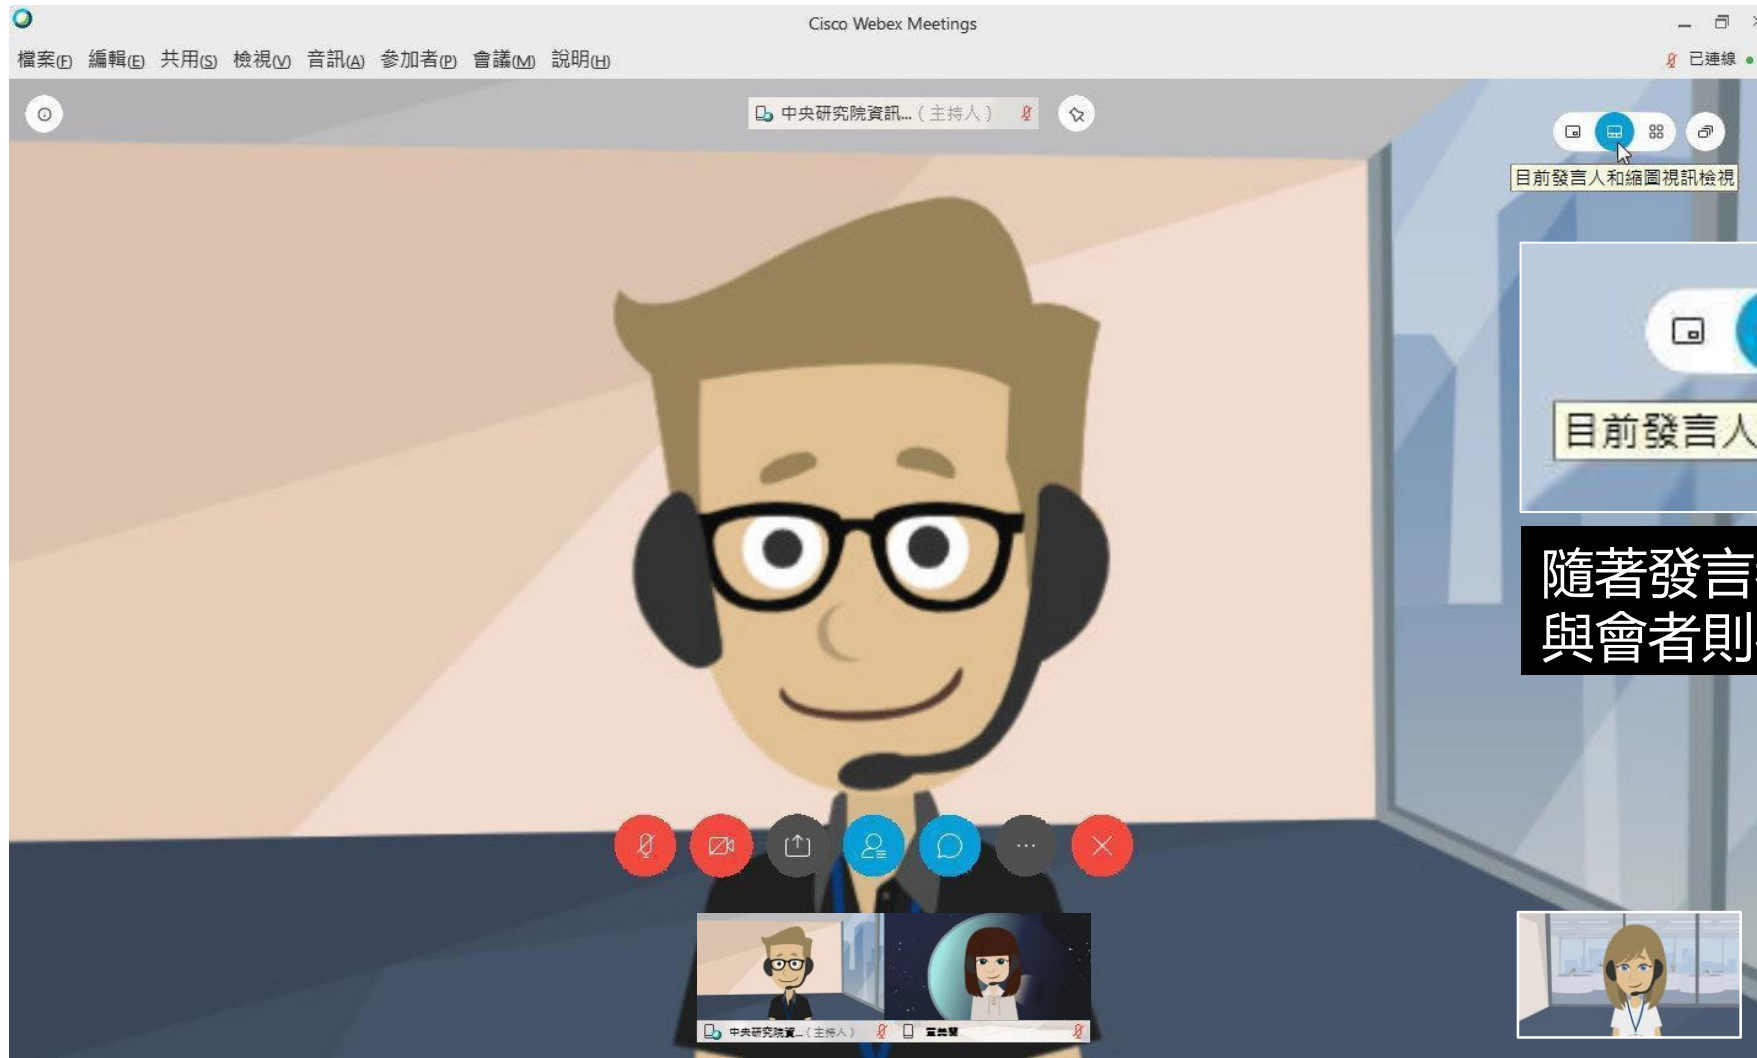 Cisco Webex Meetings
檔案(F) 編輯(E) 共用(S) 檢視(V) 音訊(A) 參加者(P) 會議(M) 說明(H)
已連線
中央研究院資訊...（主持人）
目前發言人和縮圖視訊檢視
目前發言人
隨著發言
與會者則
中央研究院資...（主持人）